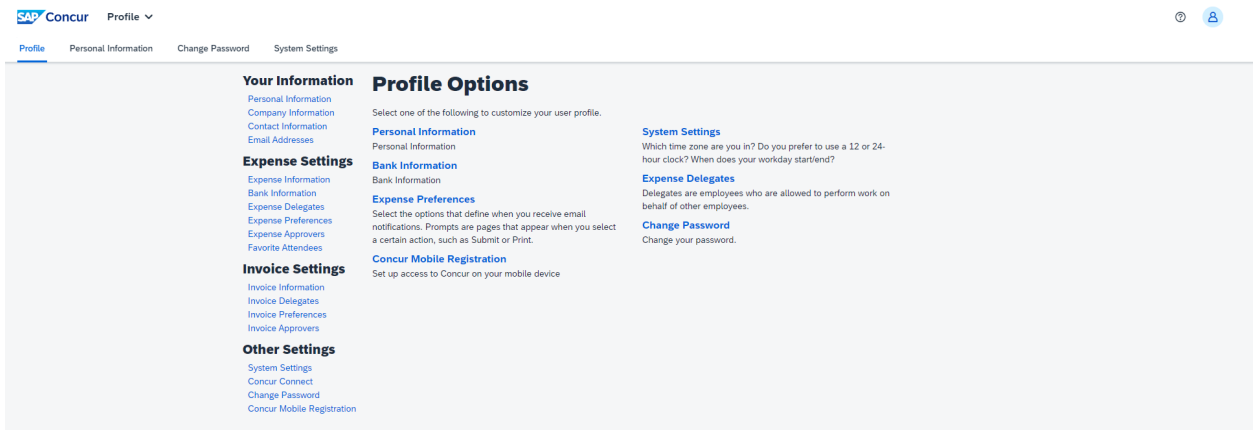 SAP Concur Profile
Profile Personal Information Change Password System Settings
Your Information
Personal Information
Company Information
Contact Information
Email Addresses
Expense Settings
Expense Information
Bank Information
Expense Delegates
Expense Preferences
Expense Approvers
Favorite Attendees
Invoice Settings
Invoice Information
Invoice Delegates
Invoice Preferences
Invoice Approvers
Other Settings
System Settings
Concur Connect
Change Password
Concur Mobile Registration
Profile Options
Select one of the following to customize your user profile.
Personal Information
Personal Information
Bank Information
Bank Information
Expense Preferences
Select the options that define when you receive email
notifications. Prompts are pages that appear when you select
a certain action, such as Submit or Print.
Concur Mobile Registration
Set up access to Concur on your mobile device
System Settings
Which time zone are you in? Do you prefer to use a 12 or 24-
hour clock? When does your workday start/end?
Expense Delegates
Delegates are employees who are allowed to perform work on
behalf of other employees.
Change Password
Change your password.